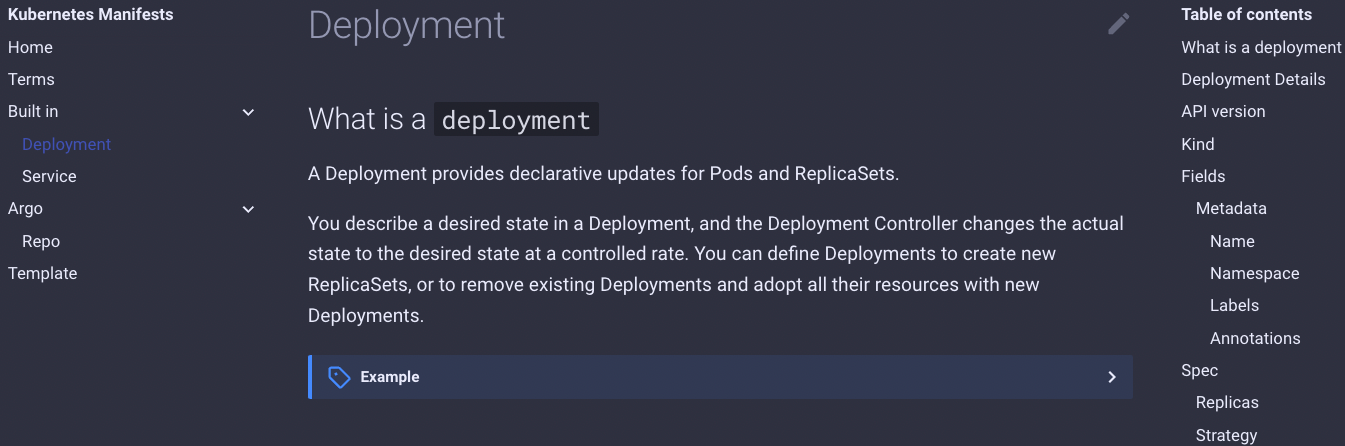 Kubernetes Manifests
Home
Terms
Built in
Deployment
Service
Argo
Repo
Template
Deployment
What is a deployment
A Deployment provides declarative updates for Pods and ReplicaSets.
You describe a desired state in a Deployment, and the Deployment Controller changes the actual
state to the desired state at a controlled rate. You can define Deployments to create new
ReplicaSets, or to remove existing Deployments and adopt all their resources with new
Deployments.
Example
Table of contents
What is a deployment
Deployment Details
API version
Kind
Fields
Metadata
Name
Namespace
Labels
Annotations
Spec
Replicas
Strategy